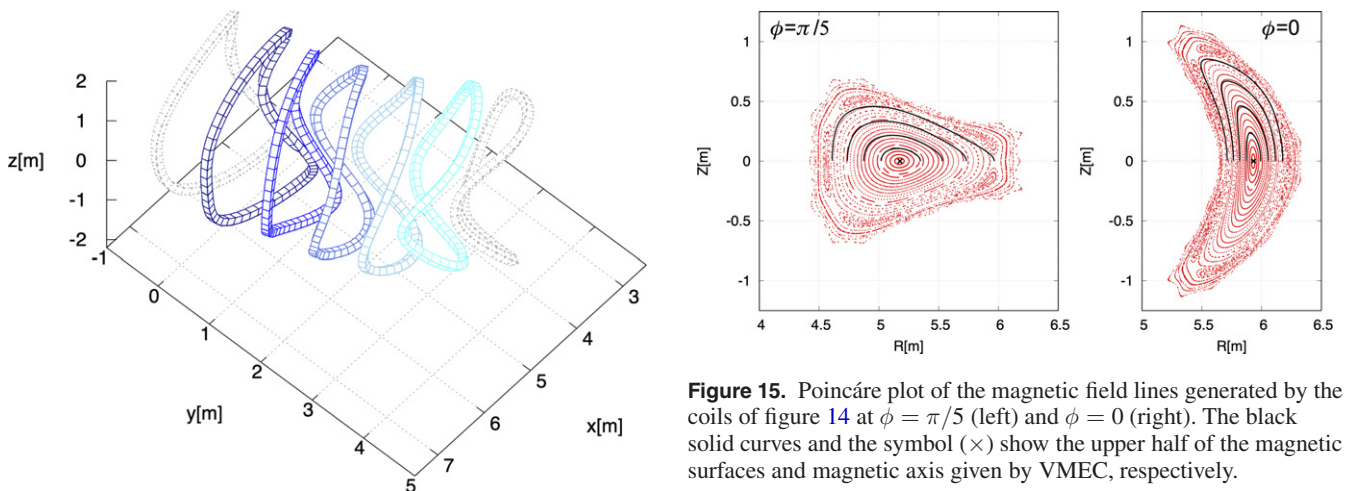 2
1
0
-1
-2
z[m]
-1
0
1
2
3
4
5
y[m]
3
4
5
6
7
x[m]
ϕ=π/5
1
0.5
0
-0.5
-1
Z[m]
4
4.5
5
5.5
6
6.5
R[m]
ϕ=0
1
0.5
0
-0.5
-1
Z[m]
5
5.5
6
6.5
R[m]
Figure 15. Poincáre plot of the magnetic field lines generated by the
coils of figure 14 at ϕ = π/5 (left) and ϕ = 0 (right). The black
solid curves and the symbol (×) show the upper half of the magnetic
surfaces and magnetic axis given by VMEC, respectively.